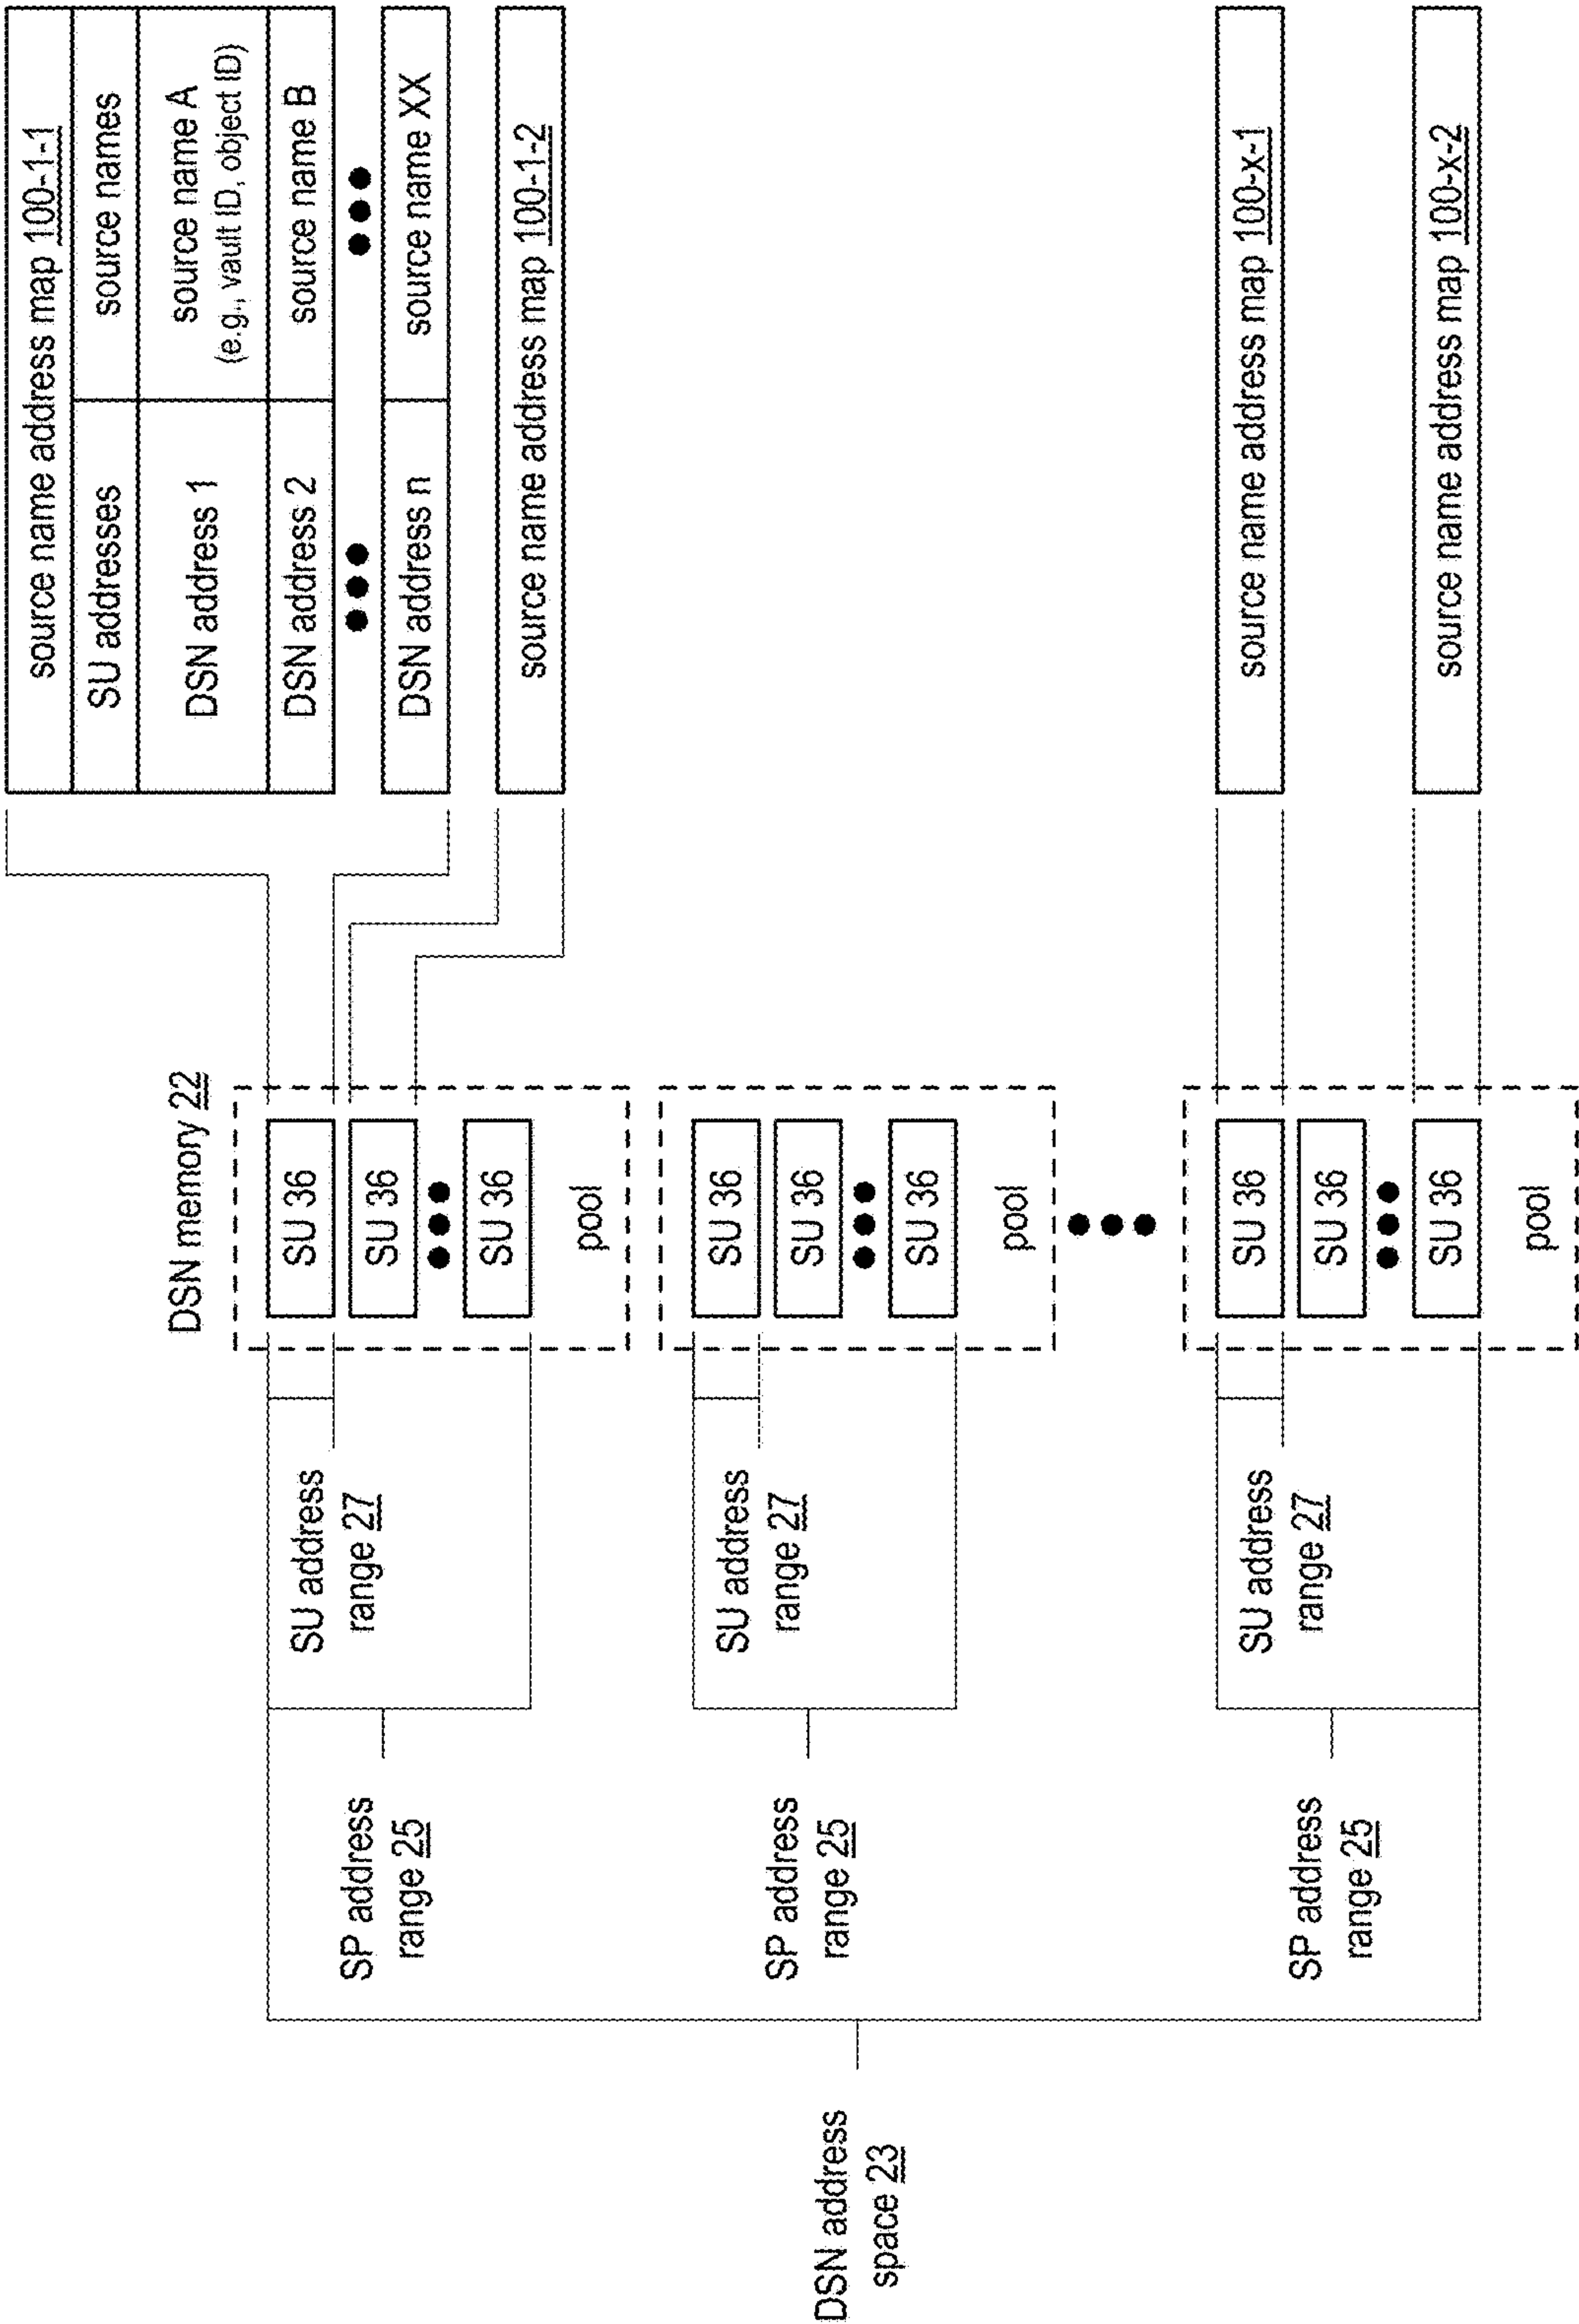 DSN memory 22
source name address map 100-1-1
SU addresses
source names
DSN address 1
source name A
(e.g., vault ID, object ID)
DSN address 2
source name B
DSN address n
source name XX
source name address map 100-1-2
SU 36
SU 36
SU 36
pool
SU address
range 27
SP address
range 25
SU 36
SU 36
SU 36
pool
SU address
range 27
SP address
range 25
DSN address
space 23
SU 36
SU 36
SU 36
pool
SU address
range 27
SP address
range 25
source name address map 100-x-1
source name address map 100-x-2